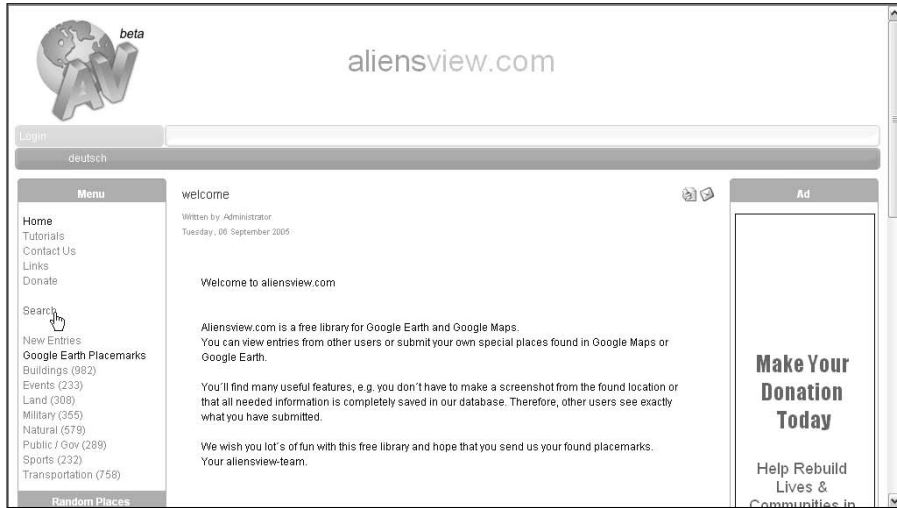 beta
AV
aliensview.com
Login
deutsch
Menu
Home
Tutorials
Contact Us
Links
Donate
Search
New Entries
Google Earth Placemarks
Buildings (982)
Events (233)
Land (308)
Military (355)
Natural (579)
Public / Gov (289)
Sports (232)
Transportation (758)
Random Places
welcome
Written by Administrator
Tuesday, 06 September 2005
Welcome to aliensview.com
Aliensview.com is a free library for Google Earth and Google Maps.
You can view entries from other users or submit your own special places found in Google Maps or
Google Earth.
You´ll find many useful features, e.g. you don´t have to make a screenshot from the found location or
that all needed information is completely saved in our database. Therefore, other users see exactly
what you have submitted.
We wish you lot´s of fun with this free library and hope that you send us your found placemarks.
Your aliensview-team.
Ad
Make Your
Donation
Today
Help Rebuild
Lives &
Communities in